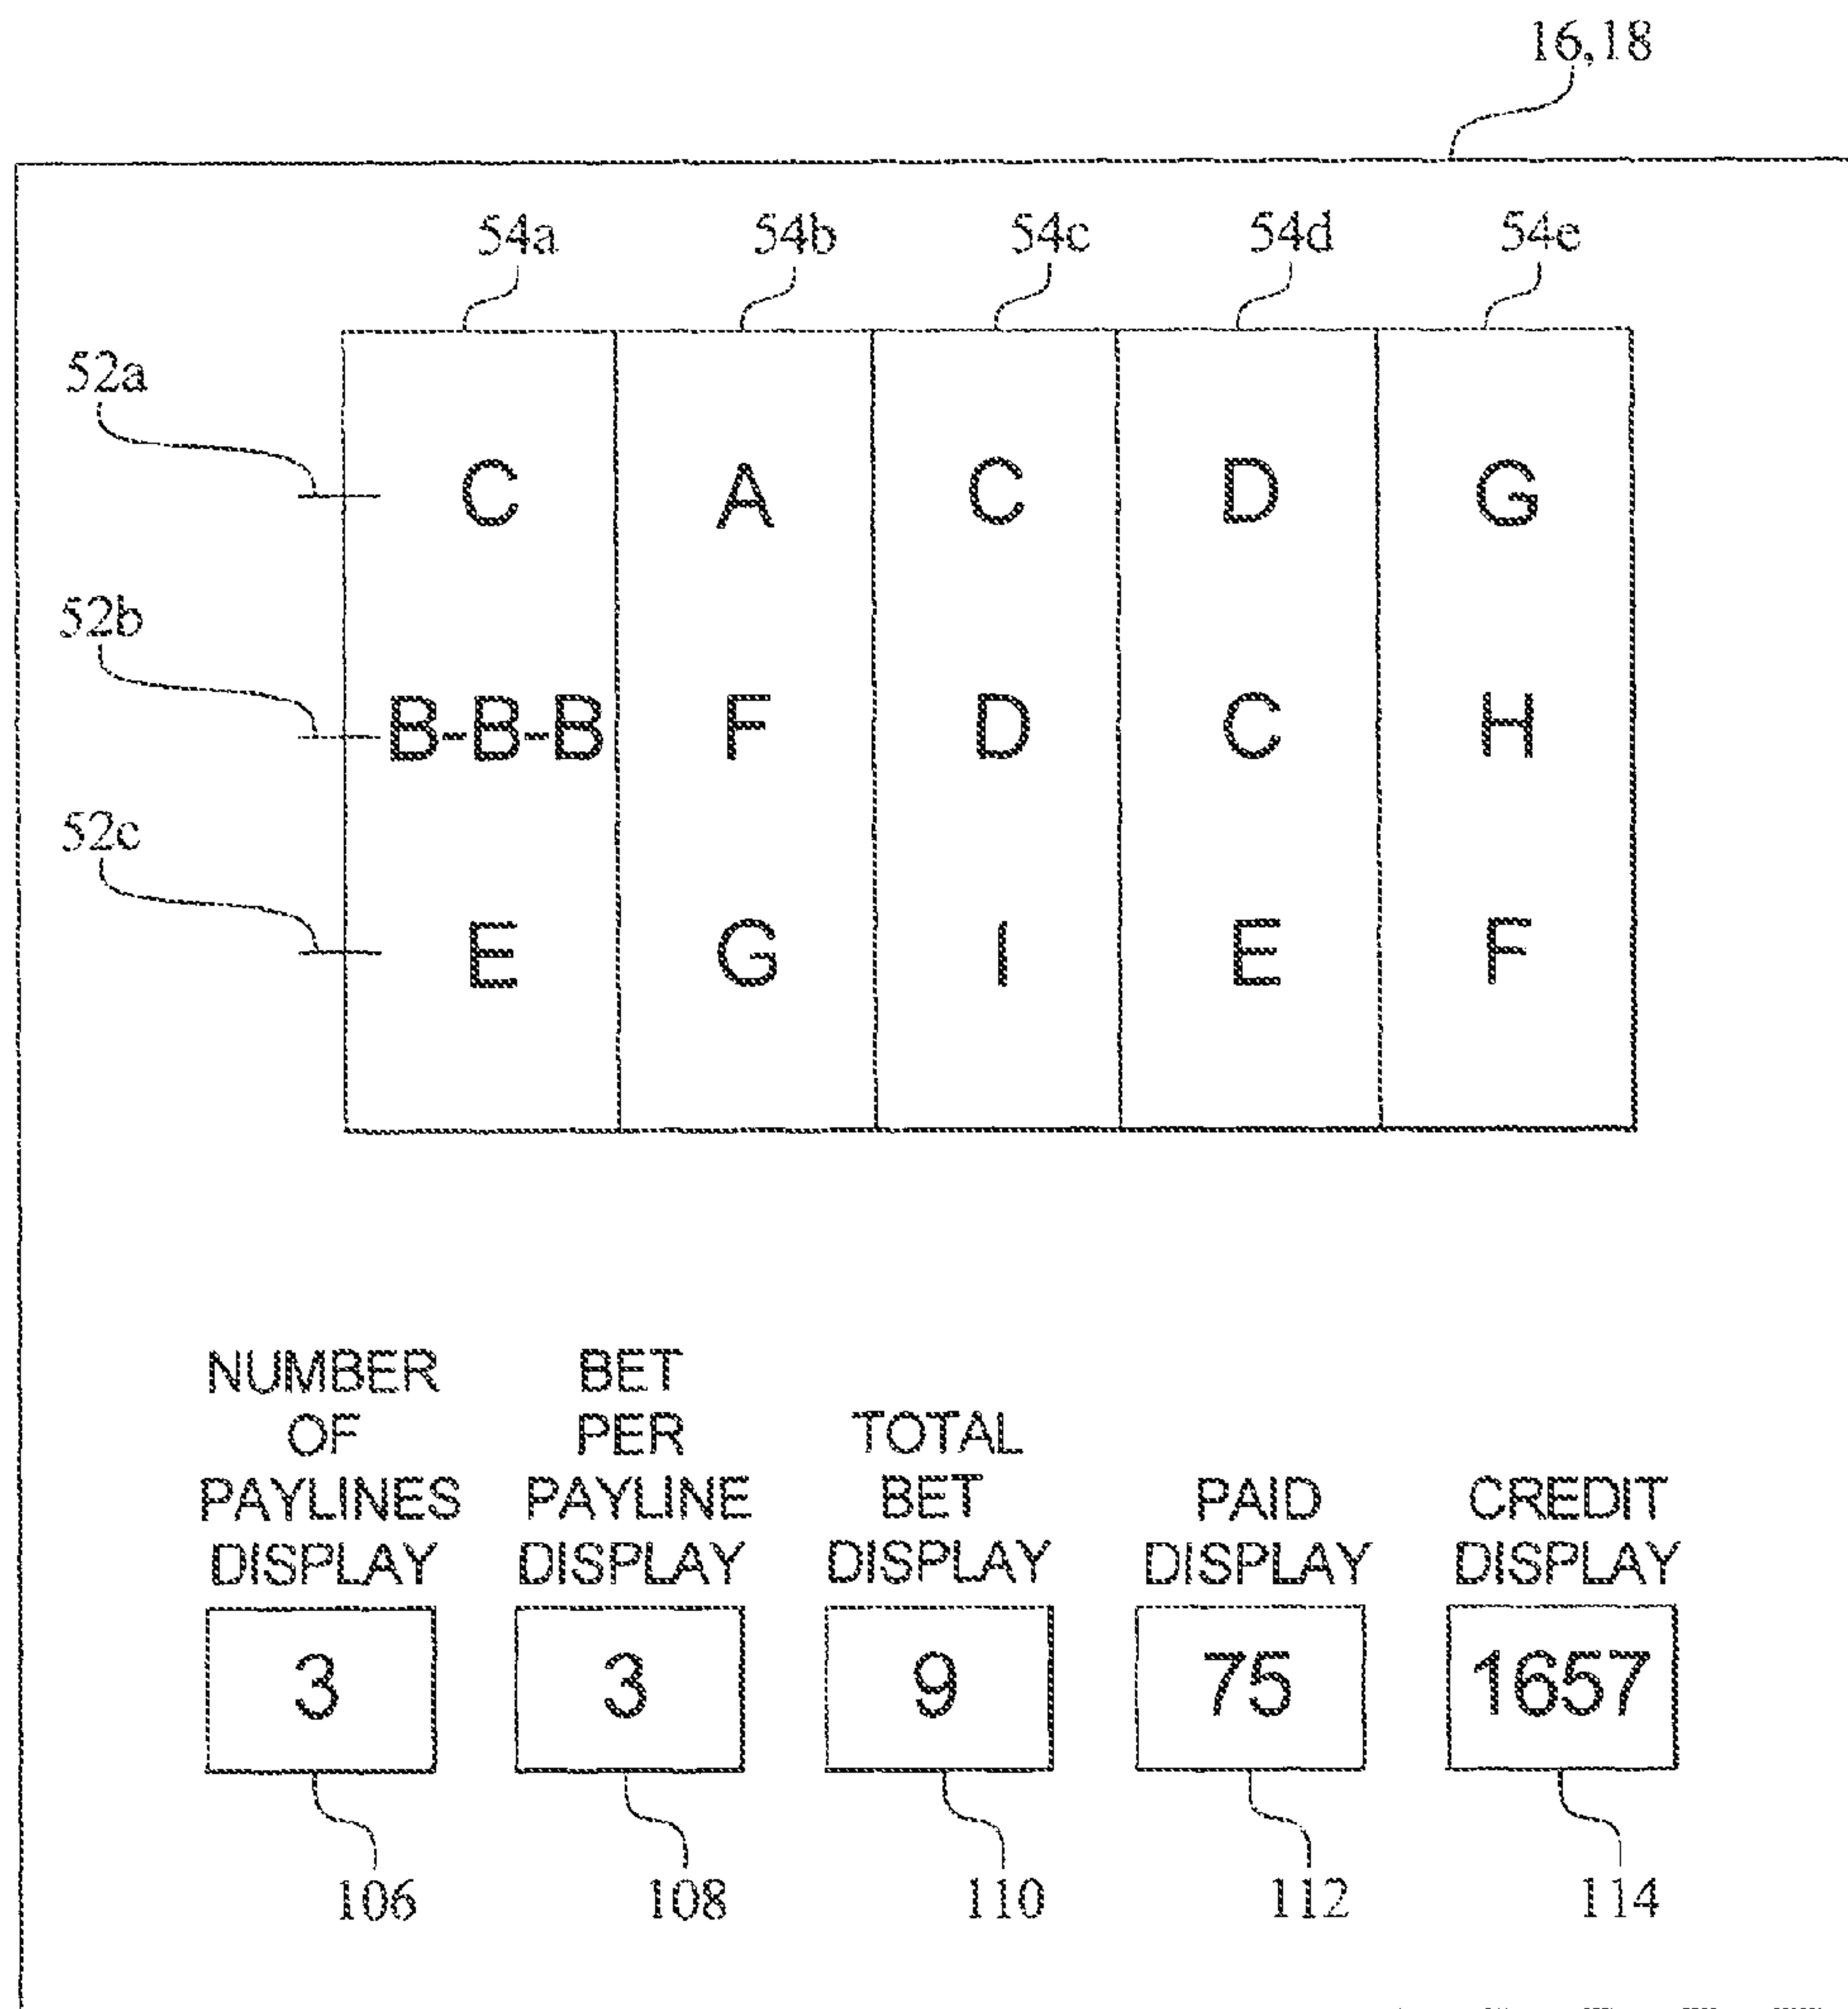 16,18
54a 54b 54c 54d 54e
52a
C A C D G
52b
B-B-B F D C H
52c
E G I E F
NUMBER OF PAYLINES DISPLAY
BET PER PAYLINE DISPLAY
TOTAL BET DISPLAY
PAID DISPLAY
CREDIT DISPLAY
3 3 9 75 1657
106 108 110 112 114